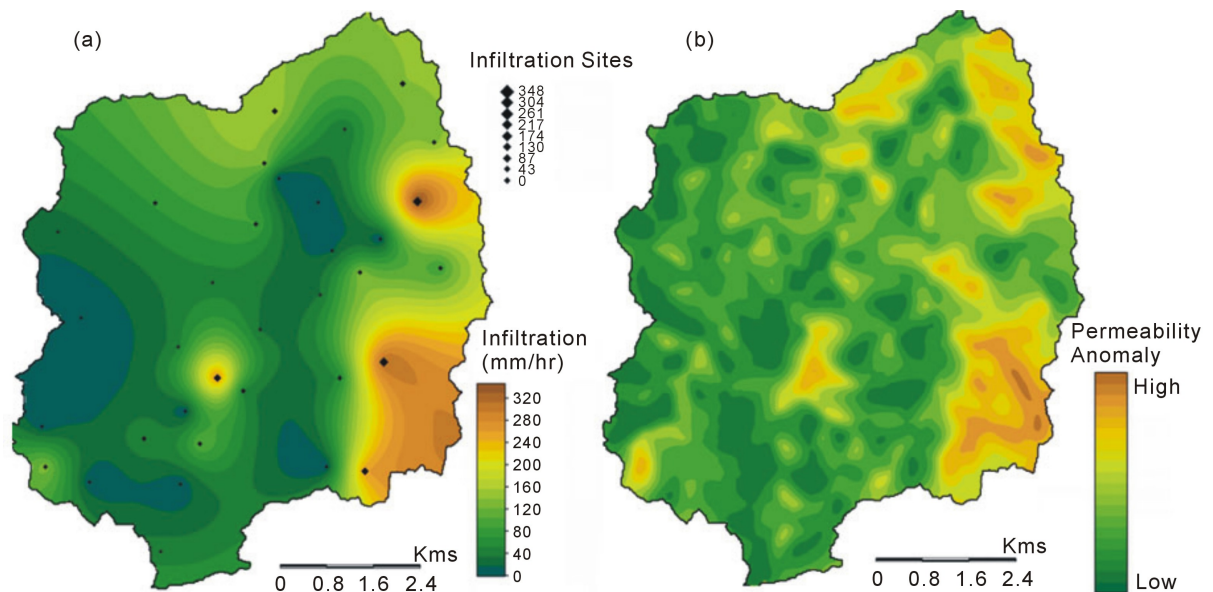 (a)
Infiltration Sites
348
304
261
217
174
130
87
43
0
Infiltration
(mm/hr)
320
280
240
200
160
120
80
40
0
Kms
0 0.8 1.6 2.4
(b)
Permeability
Anomaly
High
Low
Kms
0 0.8 1.6 2.4